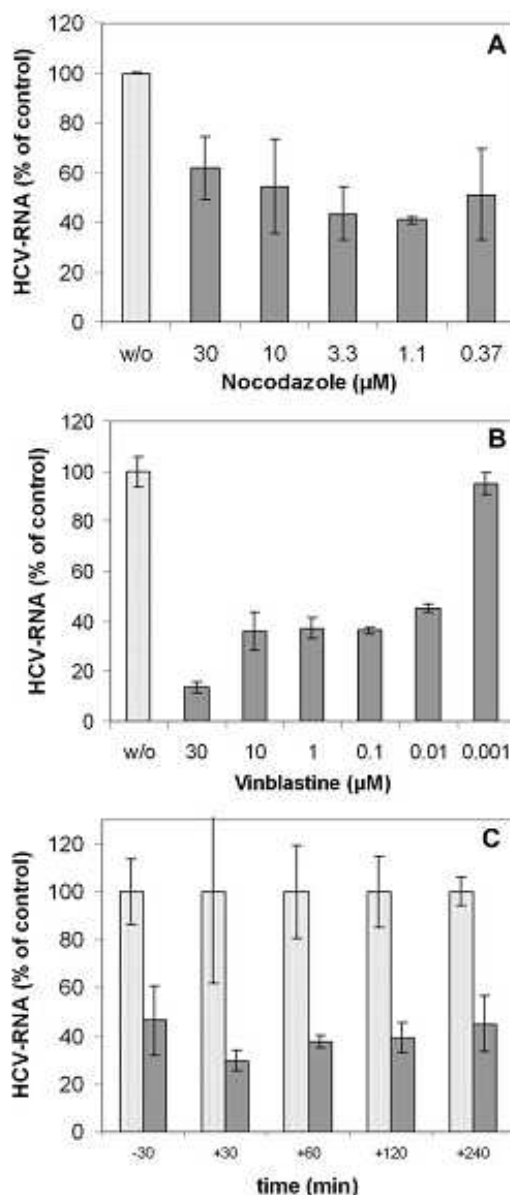 A
HCV-RNA (% of control)
120
100
80
60
40
20
0
w/o 30 10 3.3 1.1 0.37
Nocodazole (µM)
B
HCV-RNA (% of control)
120
100
80
60
40
20
0
w/o 30 10 1 0.1 0.01 0.001
Vinblastine (µM)
C
HCV-RNA (% of control)
120
100
80
60
40
20
0
-30 +30 +60 +120 +240
time (min)